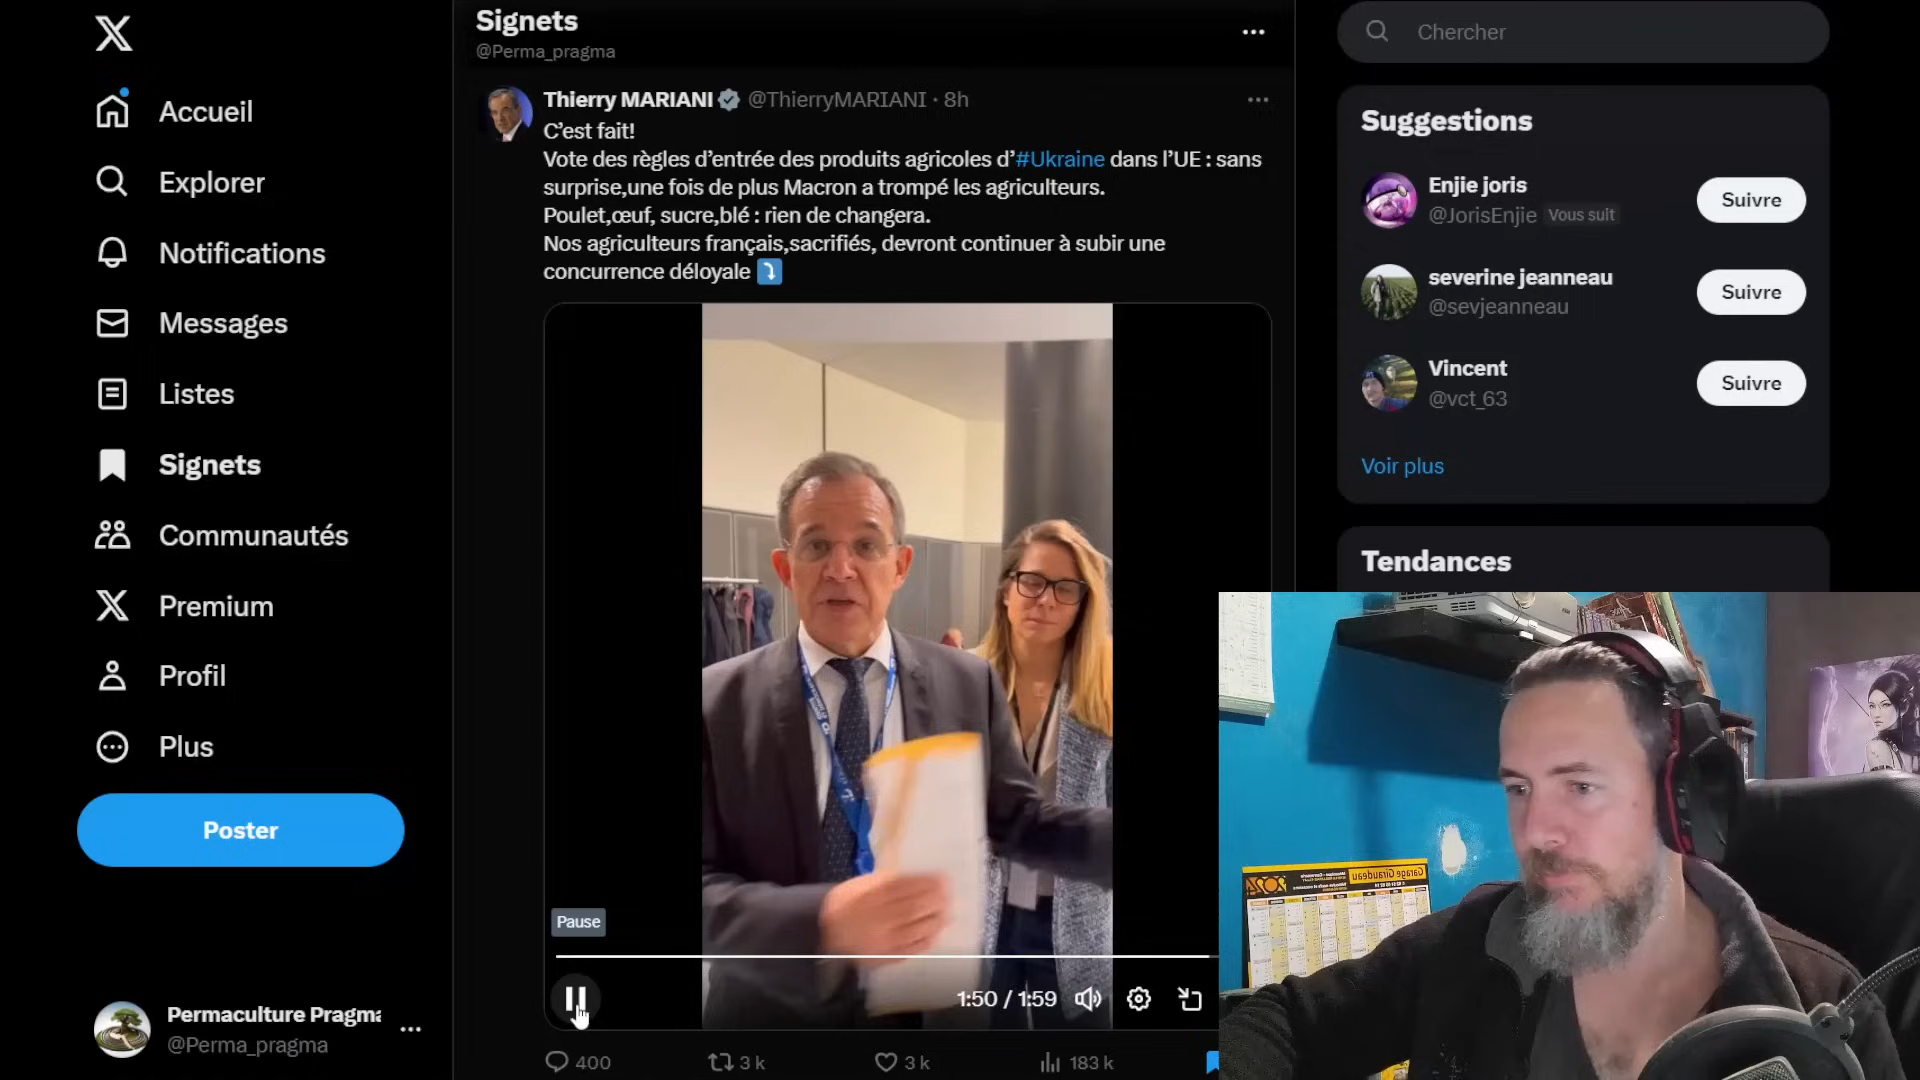 Signets
@Perma_pragma
Accueil
Explorer
Notifications
Messages
Listes
Signets
Communautés
Premium
Profil
Plus
Poster
Permaculture Pragma
@Perma_pragma
Thierry MARIANI @ThierryMARIANI · 8h
C’est fait!
Vote des règles d’entrée des produits agricoles d’#Ukraine dans l’UE : sans
surprise,une fois de plus Macron a trompé les agriculteurs.
Poulet,œuf, sucre,blé : rien de changera.
Nos agriculteurs français,sacrifiés, devront continuer à subir une
concurrence déloyale
Pause
1:50 / 1:59
400
3 k
3 k
183 k
Chercher
Suggestions
Enjie joris
@JorisEnjie Vous suit
Suivre
severine jeanneau
@sevjeanneau
Suivre
Vincent
@vct_63
Suivre
Voir plus
Tendances
Garage Giraudeau
2024